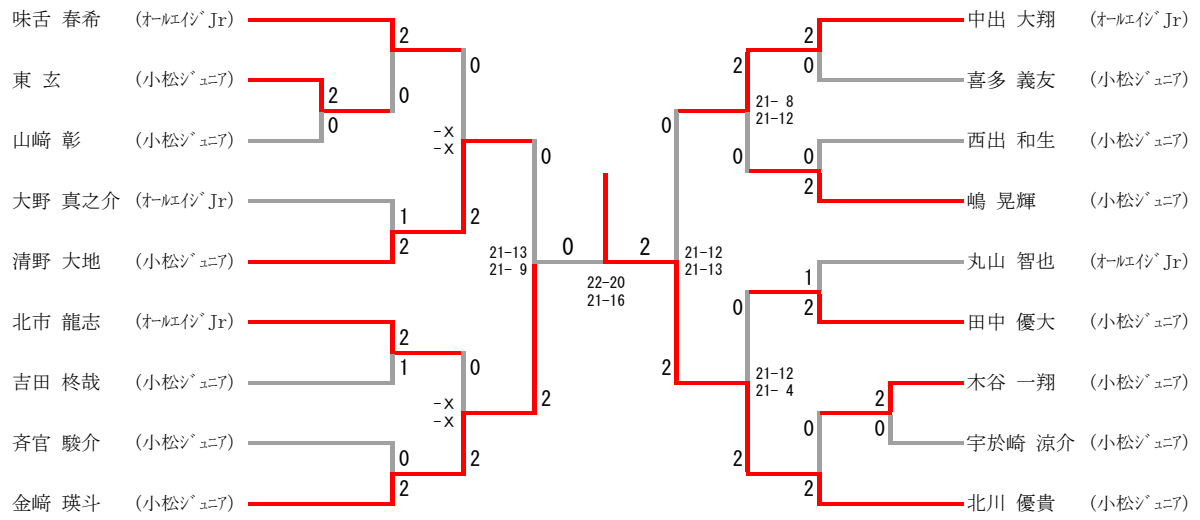 味舌 春希 (オールエイジJr)
東 玄 (小松ジュニア)
山﨑 彰 (小松ジュニア)
大野 真之介 (オールエイジJr)
清野 大地 (小松ジュニア)
北市 龍志 (オールエイジJr)
吉田 柊哉 (小松ジュニア)
斉官 駿介 (小松ジュニア)
金﨑 瑛斗 (小松ジュニア)
2
0
2
0
1
2
2
1
0
2
0
-X
-X
2
0
-X
-X
2
0
21-13
21- 9
2
0
22-20
21-16
2
0
21-12
21-13
2
2
21- 8
21-12
0
0
21-12
21- 4
2
2
0
0
2
1
2
2
0
0
2
中出 大翔 (オールエイジJr)
喜多 義友 (小松ジュニア)
西出 和生 (小松ジュニア)
嶋 晃輝 (小松ジュニア)
丸山 智也 (オールエイジJr)
田中 優大 (小松ジュニア)
木谷 一翔 (小松ジュニア)
宇於崎 涼介 (小松ジュニア)
北川 優貴 (小松ジュニア)